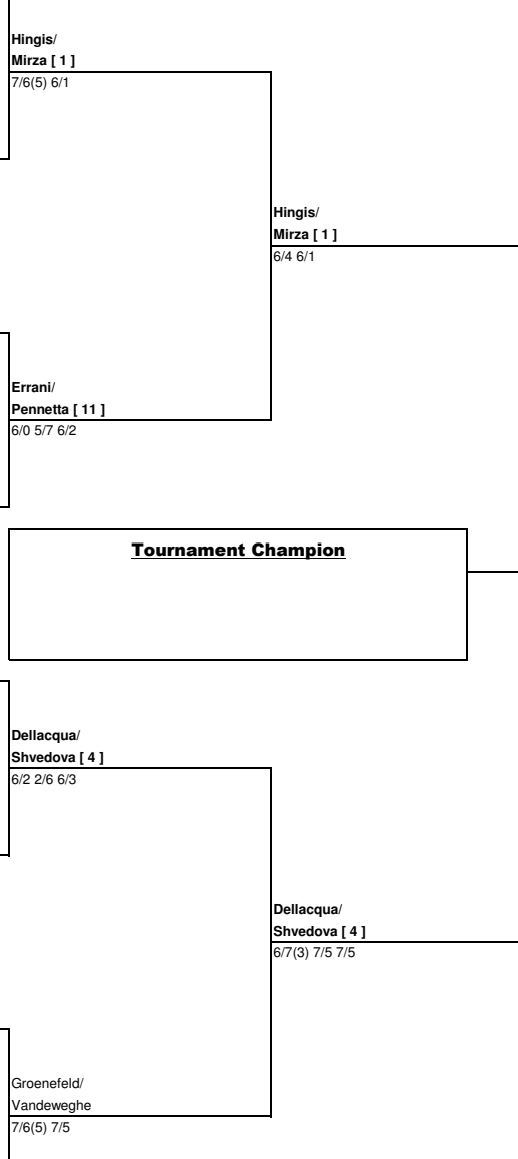 Hingis/
Mirza [ 1 ]
7/6(5) 6/1
Hingis/
Mirza [ 1 ]
6/4 6/1
Errani/
Pennetta [ 11 ]
6/0 5/7 6/2
Tournament Champion
Dellacqua/
Shvedova [ 4 ]
6/2 2/6 6/3
Dellacqua/
Shvedova [ 4 ]
6/7(3) 7/5 7/5
Groenefeld/
Vandeweghe
7/6(5) 7/5